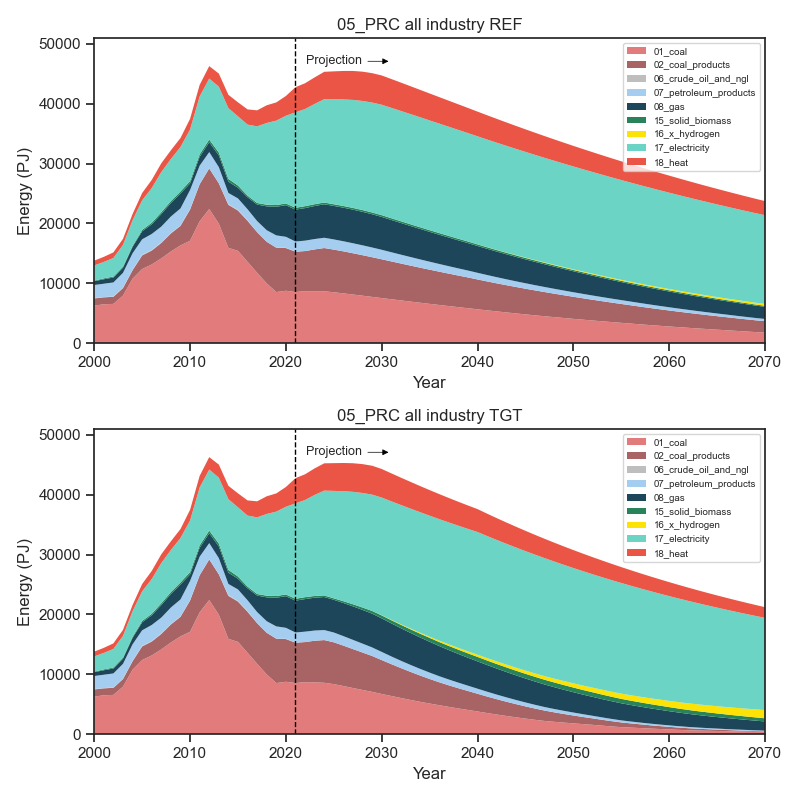 05_PRC all industry REF
50000
40000
30000
20000
10000
0
Energy (PJ)
Projection
01_coal
02_coal_products
06_crude_oil_and_ngl
07_petroleum_products
08_gas
15_solid_biomass
16_x_hydrogen
17_electricity
18_heat
2000 2010 2020 2030 2040 2050 2060 2070
Year
05_PRC all industry TGT
50000
40000
30000
20000
10000
0
Energy (PJ)
Projection
01_coal
02_coal_products
06_crude_oil_and_ngl
07_petroleum_products
08_gas
15_solid_biomass
16_x_hydrogen
17_electricity
18_heat
2000 2010 2020 2030 2040 2050 2060 2070
Year